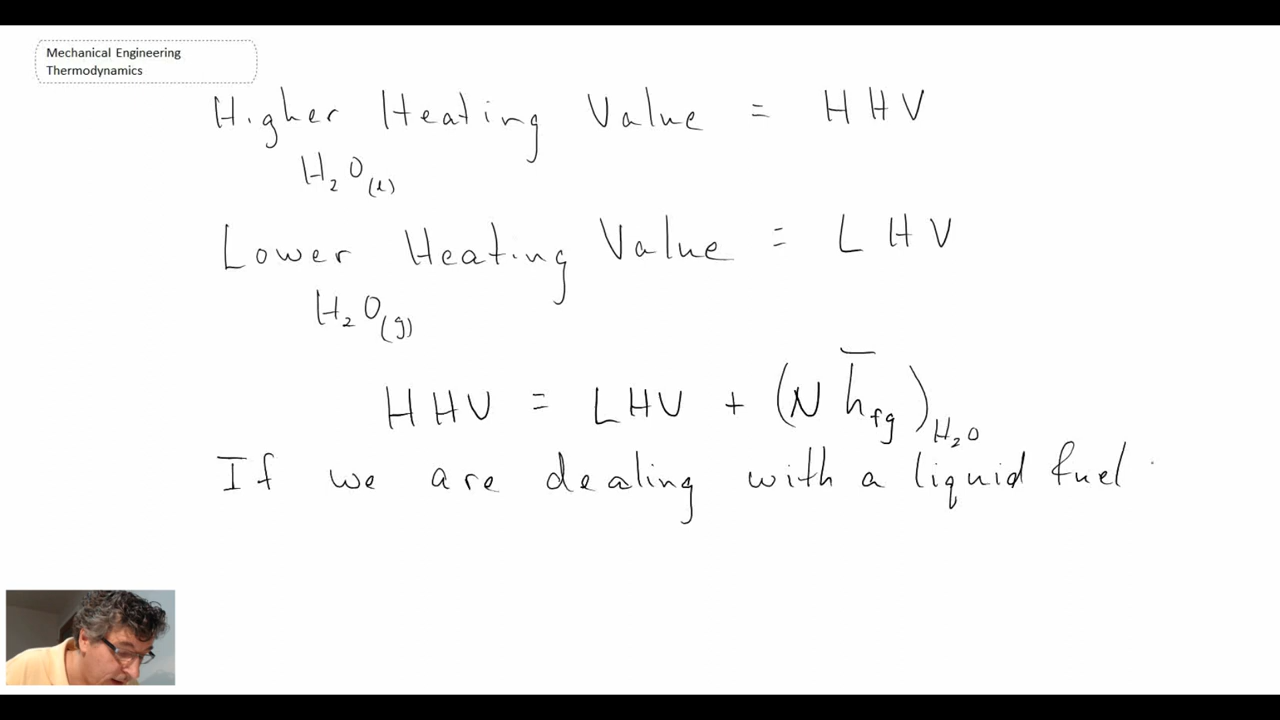 Mechanical Engineering
Thermodynamics
Higher Heating Value = HHV
H₂O(l)
Lower Heating Value = LHV
H₂O(g)
HHV = LHV + (N h̄fg)H₂O
If we are dealing with a liquid fuel